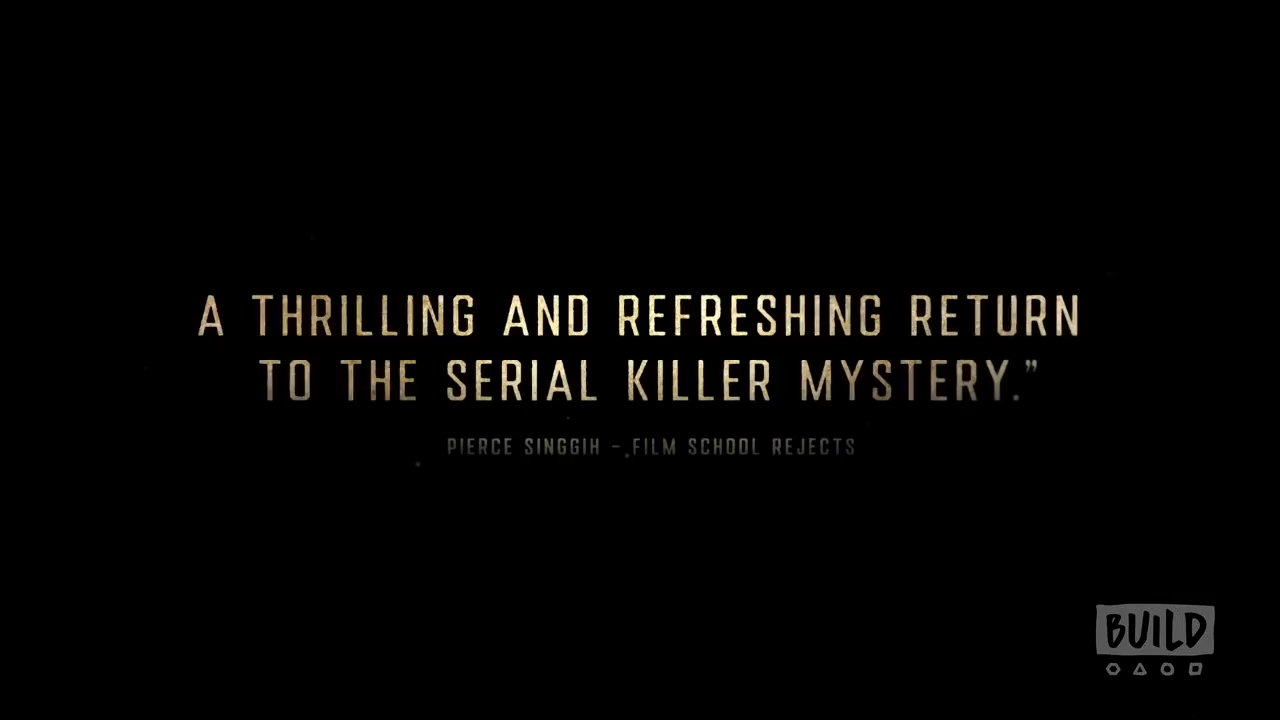 A THRILLING AND REFRESHING RETURN
TO THE SERIAL KILLER MYSTERY.”
PIERCE SINGGIH – FILM SCHOOL REJECTS
BUILD